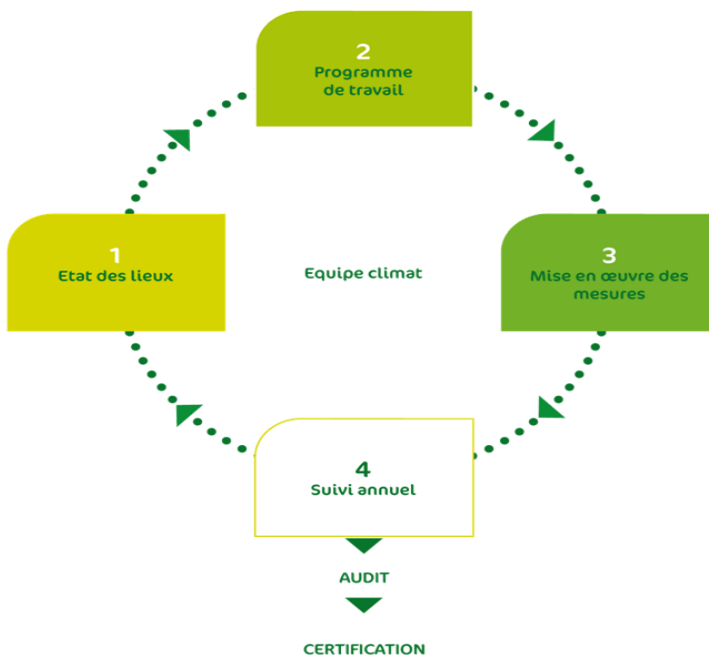 2
Programme
de travail
1
Etat des lieux
Equipe climat
3
Mise en œuvre des
mesures
4
Suivi annuel
AUDIT
CERTIFICATION